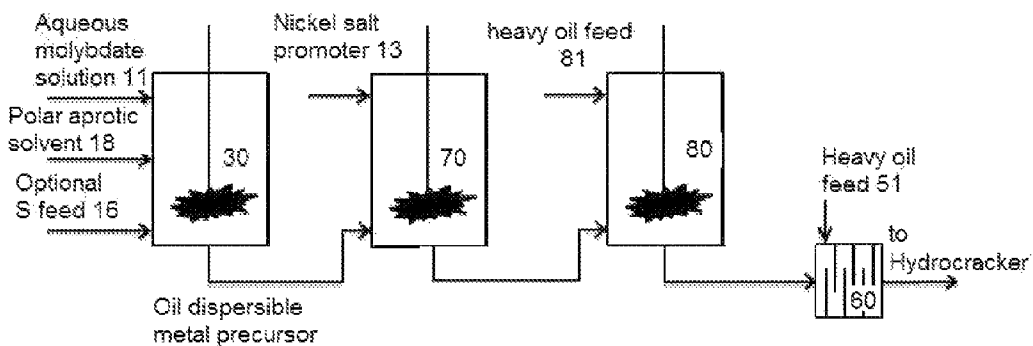 Aqueous
molybdate
solution 11
Polar aprotic
solvent 18
Optional
S feed 16
30
Oil dispersible
metal precursor
Nickel salt
promoter 13
70
heavy oil feed
81
80
Heavy oil
feed 51
60
to
Hydrocracker